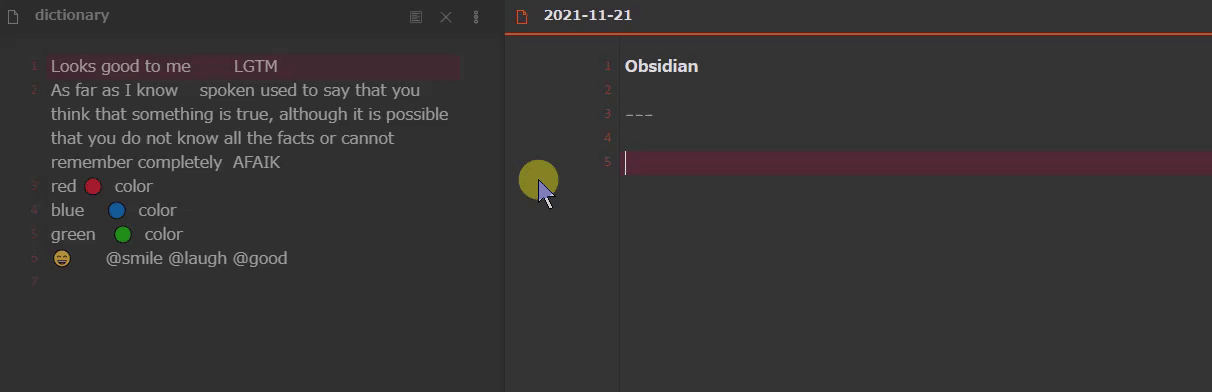 dictionary
1 Looks good to me LGTM
2 As far as I know spoken used to say that you
think that something is true, although it is possible
that you do not know all the facts or cannot
remember completely AFAIK
3 red 🔴 color
4 blue 🔵 color
5 green 🟢 color
6 😄 @smile @laugh @good
7
2021-11-21
1 Obsidian
2
3 ---
4
5